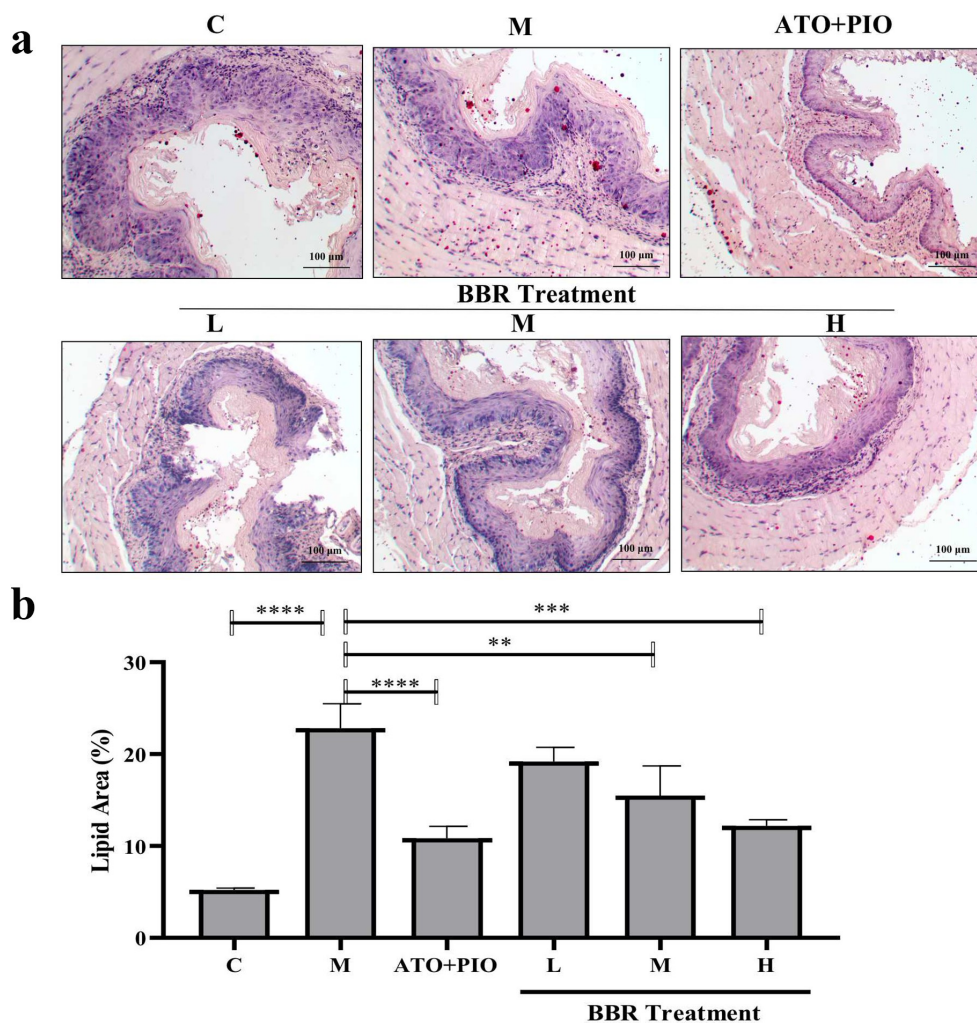 a
C M ATO+PIO
100 µm 100 µm 100 µm
BBR Treatment
L M H
100 µm 100 µm 100 µm
b
****
***
**
****
30
20
10
0
Lipid Area (%)
C M ATO+PIO L M H
BBR Treatment